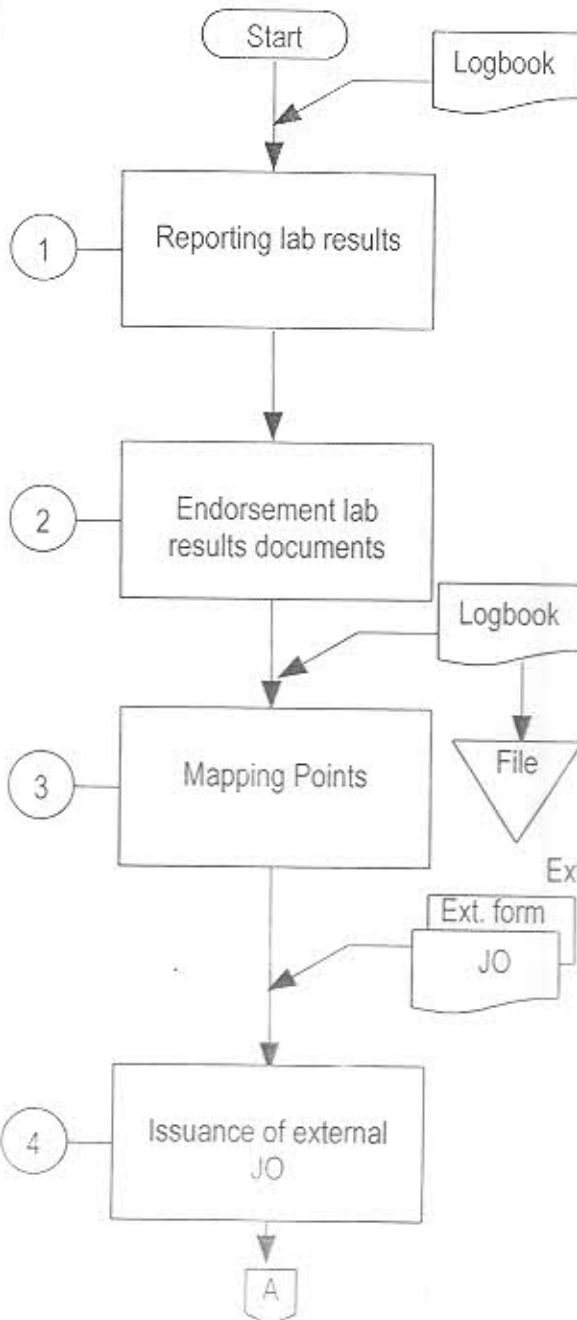 Start
Logbook
1
Reporting lab results
2
Endorsement lab
results documents
Logbook
3
Mapping Points
File
Ex
Ext. form
JO
4
Issuance of external
JO
A